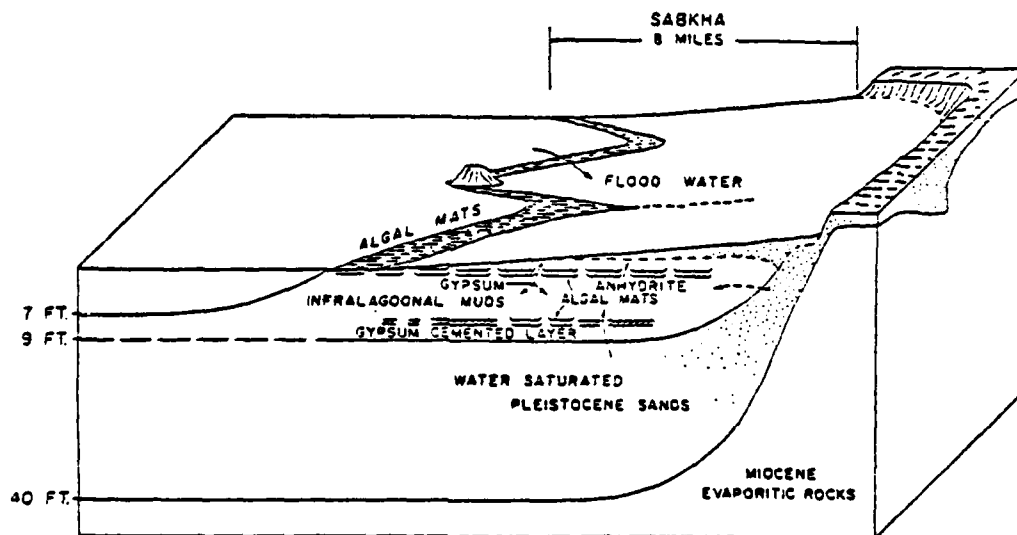 SABKHA
8 MILES
FLOOD WATER
ALGAL MATS
GYPSUM ANHYDRITE
INFRALAGOONAL MUDS ALGAL MATS
7 FT.
GYPSUM CEMENTED LAYER
9 FT.
WATER SATURATED
PLEISTOCENE SANDS
MIOCENE
EVAPORITIC ROCKS
40 FT.